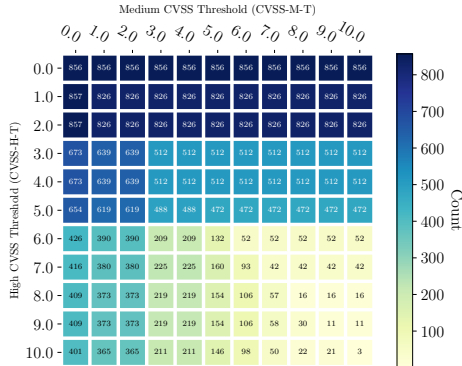 Medium CVSS Threshold (CVSS-M-T)
0.0 1.0 2.0 3.0 4.0 5.0 6.0 7.0 8.0 9.0 10.0
High CVSS Threshold (CVSS-H-T)
0.0 856 856 856 856 856 856 856 856 856 856 856
1.0 857 826 826 826 826 826 826 826 826 826 826
2.0 857 826 826 826 826 826 826 826 826 826 826
3.0 673 639 639 512 512 512 512 512 512 512 512
4.0 673 639 639 512 512 512 512 512 512 512 512
5.0 654 619 619 488 488 472 472 472 472 472 472
6.0 426 390 390 209 209 132 52 52 52 52 52
7.0 416 380 380 225 225 160 93 42 42 42 42
8.0 409 373 373 219 219 154 106 57 16 16 16
9.0 409 373 373 219 219 154 106 58 30 11 11
10.0 401 365 365 211 211 146 98 50 22 21 3
800
700
600
500
400
300
200
100
Count